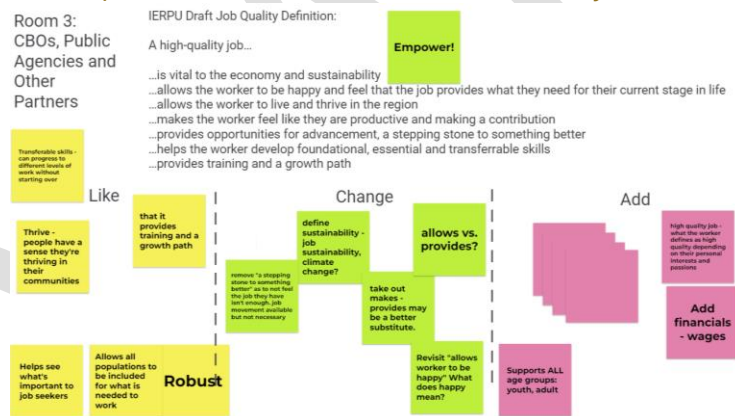 Room 3:
CBOs, Public
Agencies and
Other
Partners
IERPU Draft Job Quality Definition:
A high-quality job…
Empower!
…is vital to the economy and sustainability
…allows the worker to be happy and feel that the job provides what they need for their current stage in life
…allows the worker to live and thrive in the region
…makes the worker feel like they are productive and making a contribution
…provides opportunities for advancement, a stepping stone to something better
…helps the worker develop foundational, essential and transferrable skills
…provides training and a growth path
Transferable skills -
can progress to
different levels of
work without
starting over
Like
Thrive -
people have a
sense they're
thriving in
their
communities
that it
provides
training and a
growth path
Helps see
what's
important to
job seekers
Allows all
populations to
be included
for what is
needed to
work
Robust
Change
define
sustainability -
job
sustainability,
climate
change?
allows vs.
provides?
remove "a stepping
stone to something
better" as to not feel
the job they have
isn't enough. job
movement available
but not necessary
take out
makes -
provides may
be a better
substitute.
Revisit "allows
worker to be
happy" What
does happy
mean?
Add
high quality job -
what the worker
defines as high
quality depending
on their personal
interests and
passions
Add
financials
- wages
Supports ALL
age groups:
youth, adult